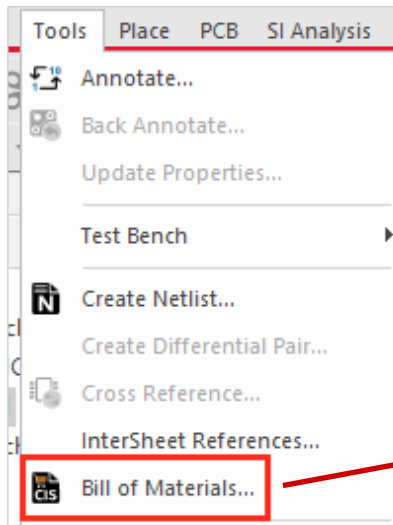 Tools Place PCB SI Analysis
Annotate...
Back Annotate...
Update Properties...
Test Bench
Create Netlist...
Create Differential Pair...
Cross Reference...
InterSheet References...
Bill of Materials...